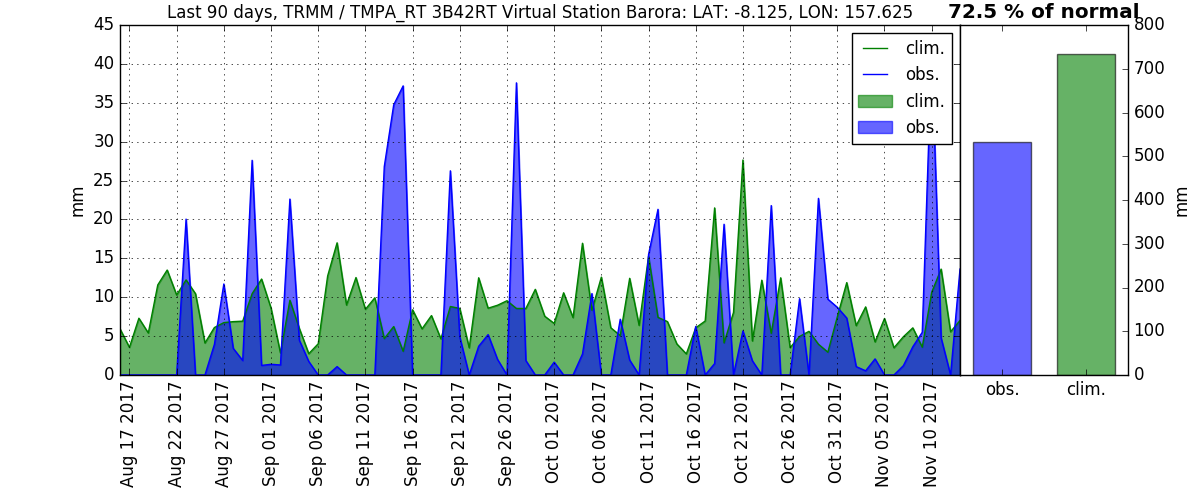 Last 90 days, TRMM / TMPA_RT 3B42RT Virtual Station Barora: LAT: -8.125, LON: 157.625
72.5 % of normal
45
40
35
30
25
20
15
10
5
0
mm
clim.
obs.
clim.
obs.
800
700
600
500
400
300
200
100
0
mm
Aug 17 2017
Aug 22 2017
Aug 27 2017
Sep 01 2017
Sep 06 2017
Sep 11 2017
Sep 16 2017
Sep 21 2017
Sep 26 2017
Oct 01 2017
Oct 06 2017
Oct 11 2017
Oct 16 2017
Oct 21 2017
Oct 26 2017
Oct 31 2017
Nov 05 2017
Nov 10 2017
obs.
clim.